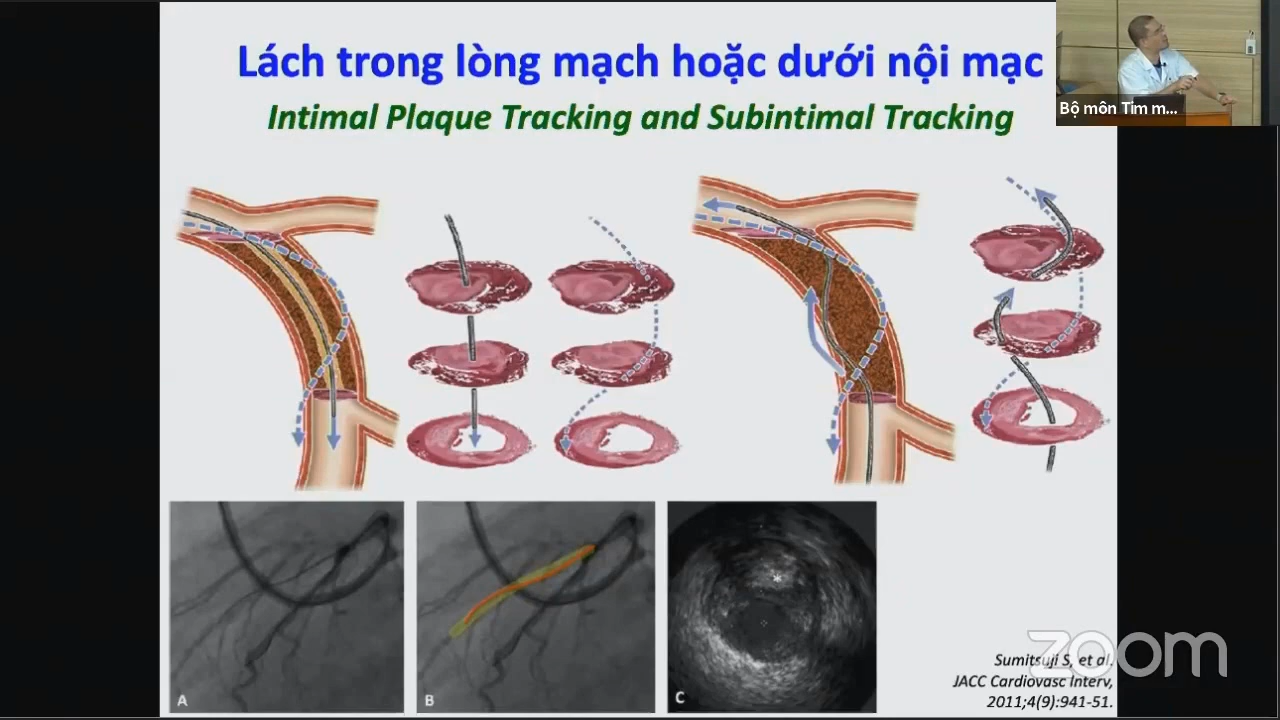 Lách trong lòng mạch hoặc dưới nội mạc
Intimal Plaque Tracking and Subintimal Tracking
Bộ môn Tim m...
A
B
C
Sumitsuji S, et al.
JACC Cardiovasc Interv,
2011;4(9):941-51.
zoom